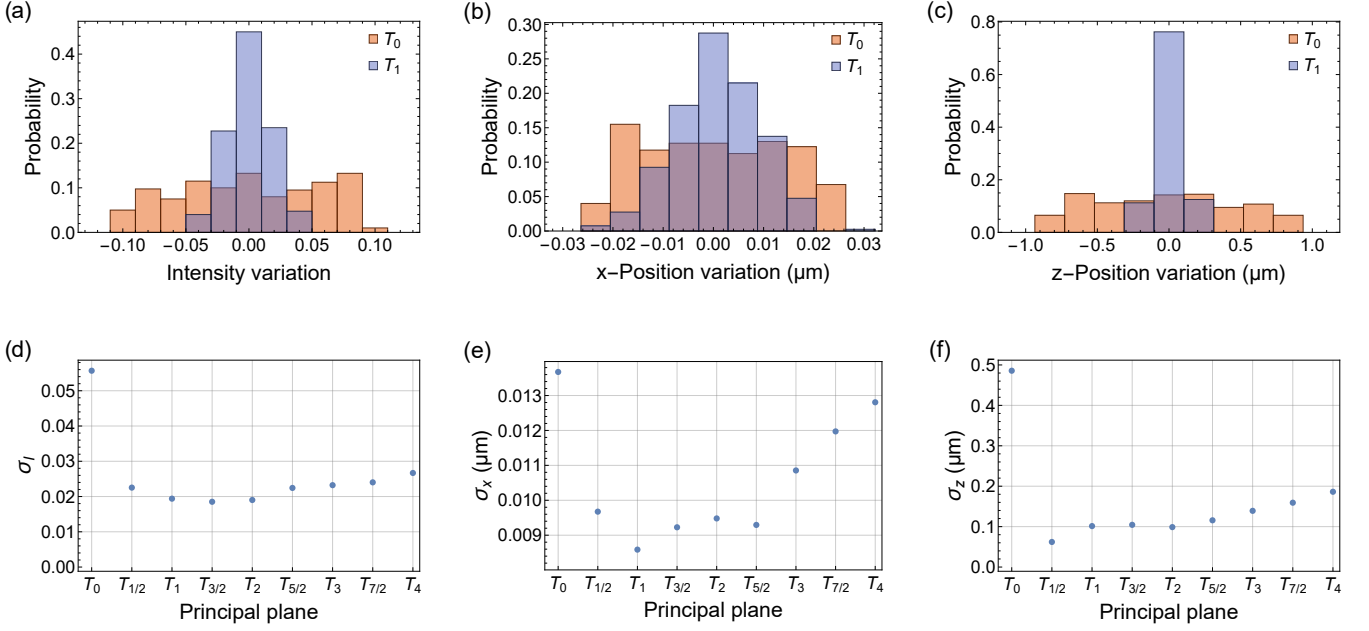 (a)
Probability
0.4
0.3
0.2
0.1
0.0
−0.10 −0.05 0.00 0.05 0.10
Intensity variation
T0
T1
(b)
Probability
0.30
0.25
0.20
0.15
0.10
0.05
0.00
−0.03 −0.02 −0.01 0.00 0.01 0.02 0.03
x−Position variation (μm)
T0
T1
(c)
Probability
0.8
0.6
0.4
0.2
0.0
−1.0 −0.5 0.0 0.5 1.0
z−Position variation (μm)
T0
T1
(d)
σI
0.05
0.04
0.03
0.02
0.01
0.00
T0 T1/2 T1 T3/2 T2 T5/2 T3 T7/2 T4
Principal plane
(e)
σx (μm)
0.013
0.012
0.011
0.010
0.009
T0 T1/2 T1 T3/2 T2 T5/2 T3 T7/2 T4
Principal plane
(f)
σz (μm)
0.5
0.4
0.3
0.2
0.1
0.0
T0 T1/2 T1 T3/2 T2 T5/2 T3 T7/2 T4
Principal plane